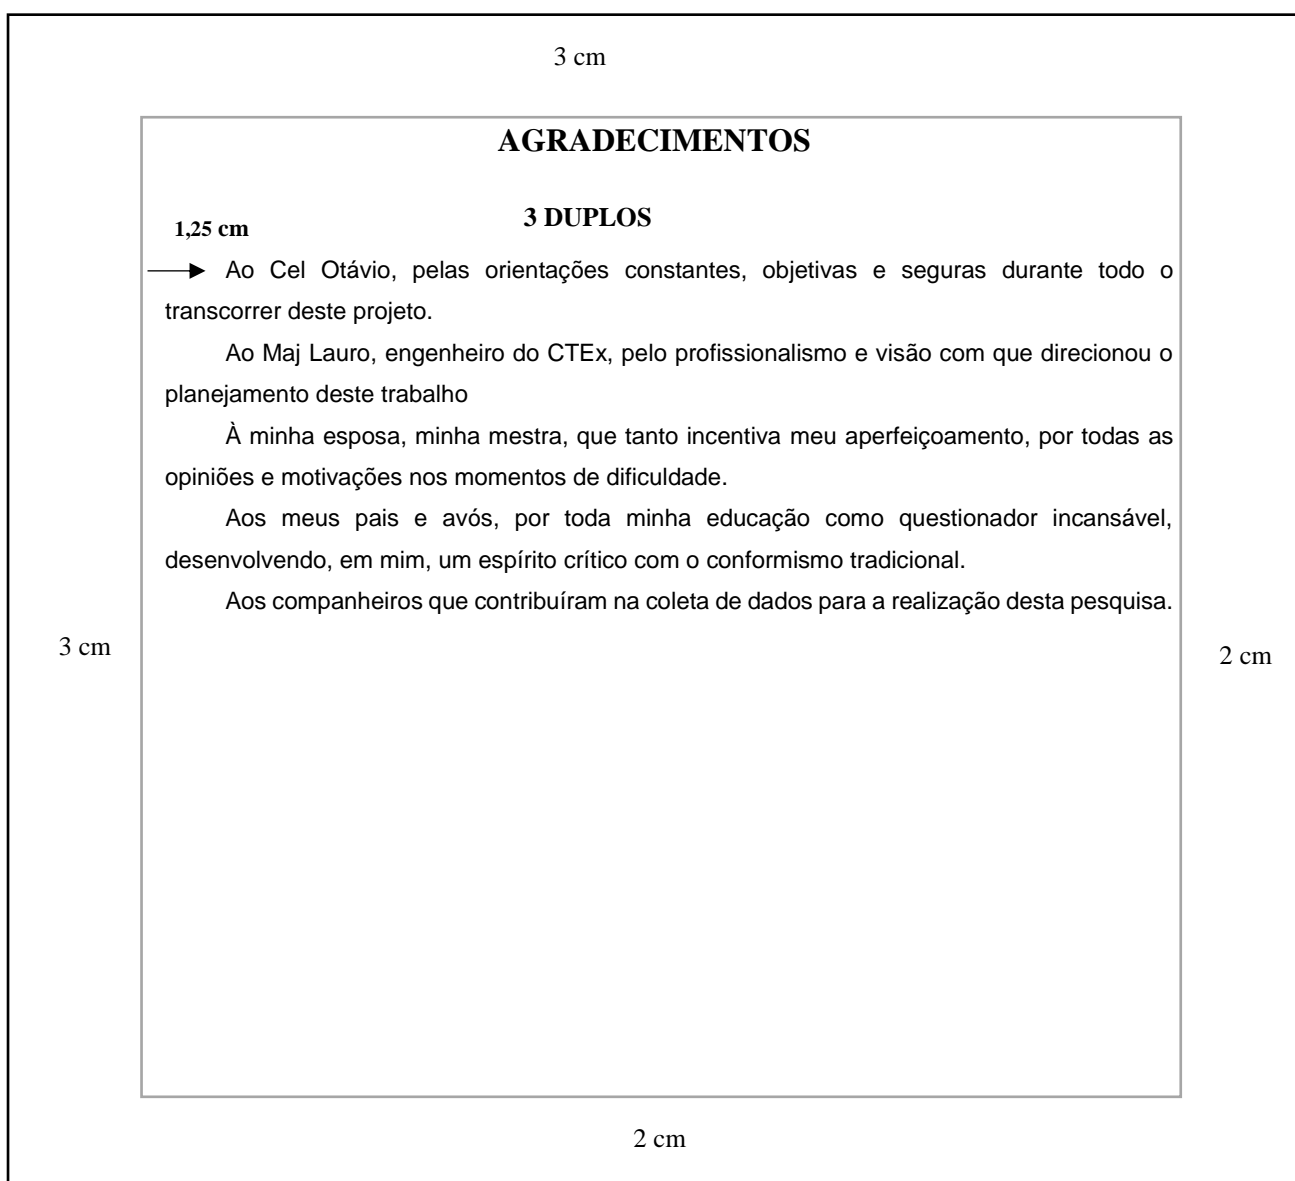 3 cm
AGRADECIMENTOS
3 DUPLOS
1,25 cm
Ao Cel Otávio, pelas orientações constantes, objetivas e seguras durante todo o
transcorrer deste projeto.
Ao Maj Lauro, engenheiro do CTEx, pelo profissionalismo e visão com que direcionou o
planejamento deste trabalho
À minha esposa, minha mestra, que tanto incentiva meu aperfeiçoamento, por todas as
opiniões e motivações nos momentos de dificuldade.
Aos meus pais e avós, por toda minha educação como questionador incansável,
desenvolvendo, em mim, um espírito crítico com o conformismo tradicional.
Aos companheiros que contribuíram na coleta de dados para a realização desta pesquisa.
3 cm
2 cm
2 cm